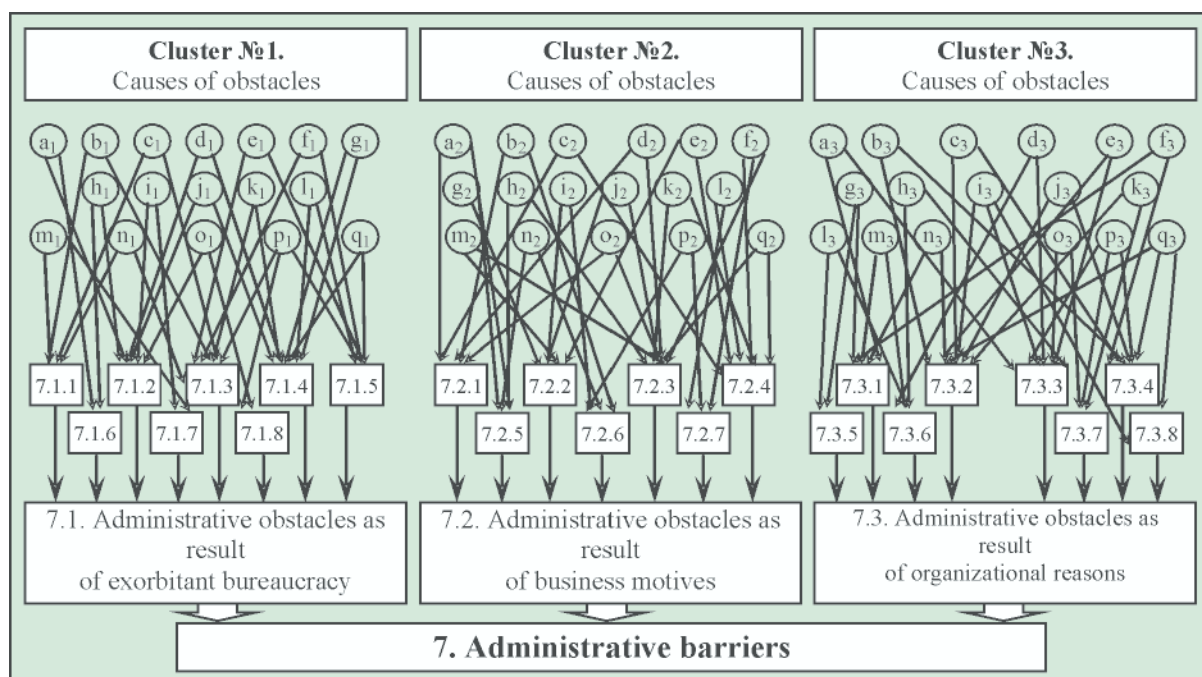 Cluster №1.
Causes of obstacles
Cluster №2.
Causes of obstacles
Cluster №3.
Causes of obstacles
a₁ b₁ c₁ d₁ e₁ f₁ g₁
h₁ i₁ j₁ k₁ l₁
m₁ n₁ o₁ p₁ q₁
a₂ b₂ c₂ d₂ e₂ f₂
g₂ h₂ i₂ j₂ k₂ l₂
m₂ n₂ o₂ p₂ q₂
a₃ b₃ c₃ d₃ e₃ f₃
g₃ h₃ i₃ j₃ k₃
l₃ m₃ n₃ o₃ p₃ q₃
7.1.1 7.1.2 7.1.3 7.1.4 7.1.5
7.1.6 7.1.7 7.1.8
7.2.1 7.2.2 7.2.3 7.2.4
7.2.5 7.2.6 7.2.7
7.3.1 7.3.2 7.3.3 7.3.4
7.3.5 7.3.6 7.3.7 7.3.8
7.1. Administrative obstacles as
result
of exorbitant bureaucracy
7.2. Administrative obstacles as
result
of business motives
7.3. Administrative obstacles as
result
of organizational reasons
7. Administrative barriers